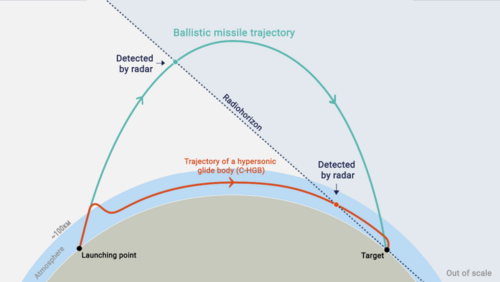 Ballistic missile trajectory
Detected
by radar
Radiohorizon
Trajectory of a hypersonic
glide body (C-HGB)
Detected
by radar
≈100км
Atmosphere
Launching point
Target
Out of scale